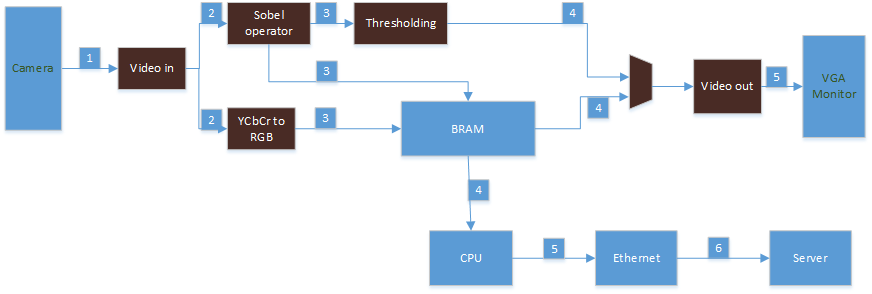 Camera
1
Video in
2
Sobel
operator
3
Thresholding
4
3
2
YCbCr to
RGB
3
BRAM
4
Video out
5
VGA
Monitor
4
CPU
5
Ethernet
6
Server